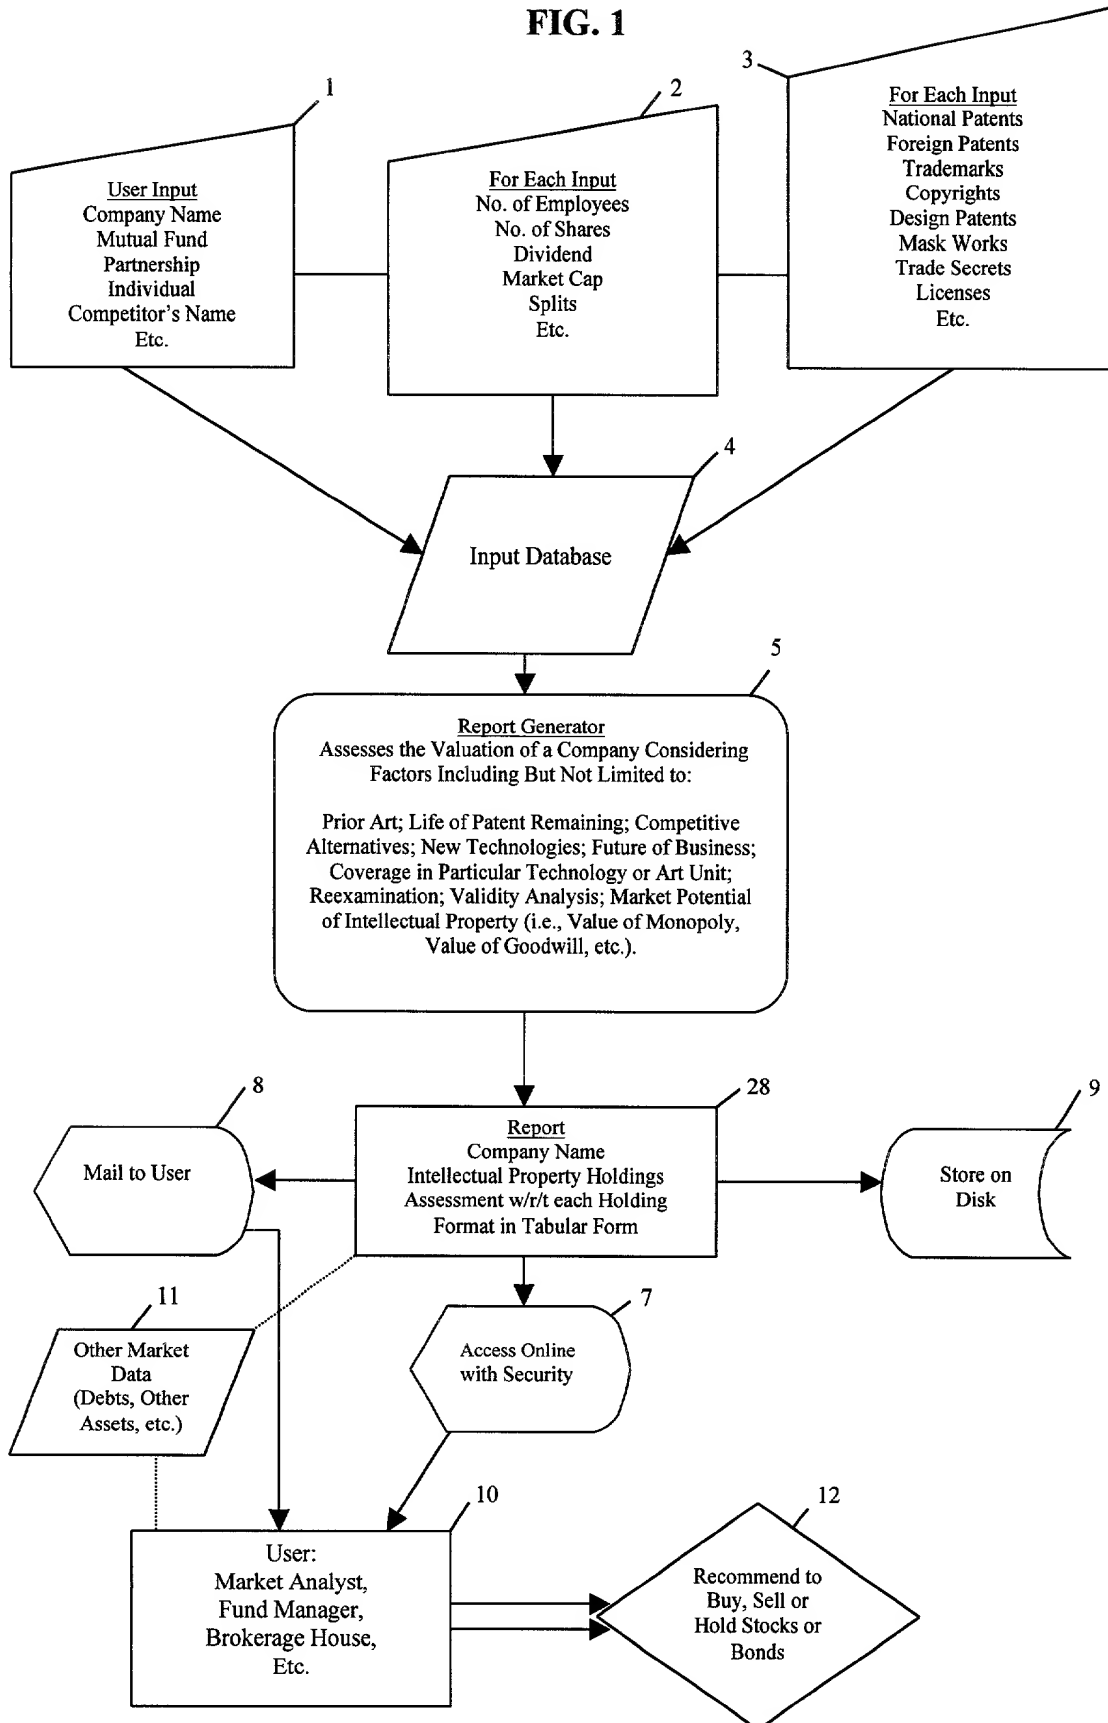 FIG. 1
1
User Input
Company Name
Mutual Fund
Partnership
Individual
Competitor's Name
Etc.
2
For Each Input
No. of Employees
No. of Shares
Dividend
Market Cap
Splits
Etc.
3
For Each Input
National Patents
Foreign Patents
Trademarks
Copyrights
Design Patents
Mask Works
Trade Secrets
Licenses
Etc.
4
Input Database
5
Report Generator
Assesses the Valuation of a Company Considering
Factors Including But Not Limited to:
Prior Art; Life of Patent Remaining; Competitive
Alternatives; New Technologies; Future of Business;
Coverage in Particular Technology or Art Unit;
Reexamination; Validity Analysis; Market Potential
of Intellectual Property (i.e., Value of Monopoly,
Value of Goodwill, etc.).
8
Mail to User
28
Report
Company Name
Intellectual Property Holdings
Assessment w/r/t each Holding
Format in Tabular Form
9
Store on
Disk
11
Other Market
Data
(Debts, Other
Assets, etc.)
7
Access Online
with Security
10
User:
Market Analyst,
Fund Manager,
Brokerage House,
Etc.
12
Recommend to
Buy, Sell or
Hold Stocks or
Bonds